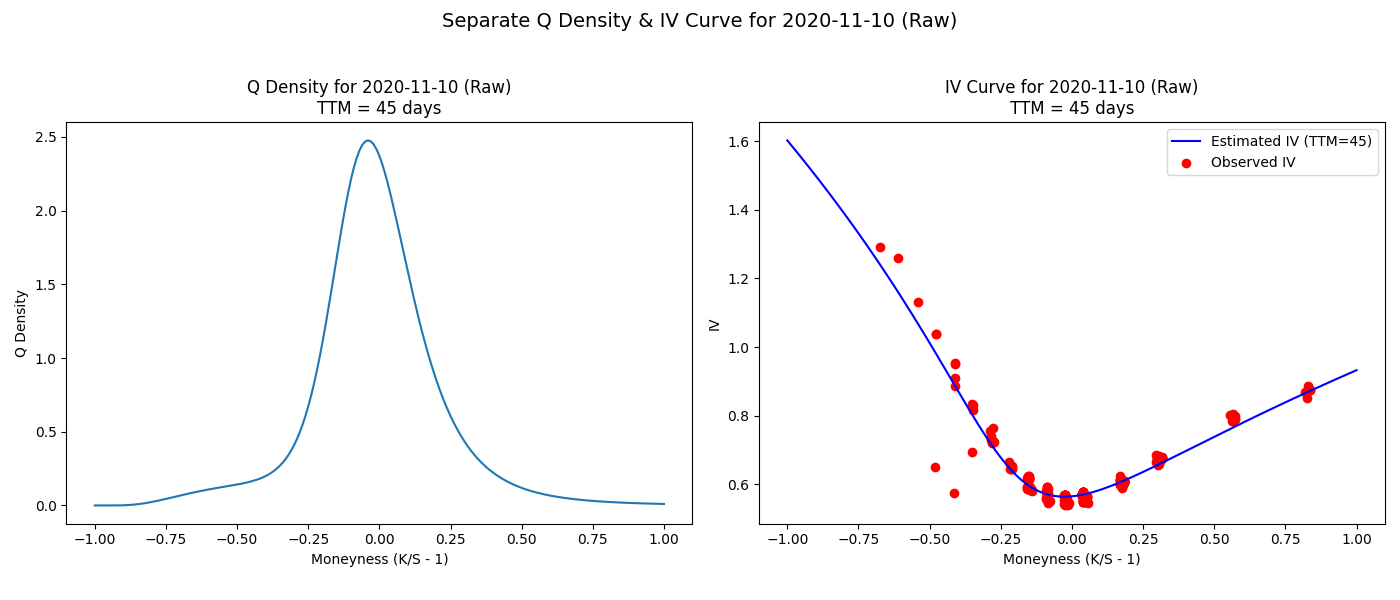 Separate Q Density & IV Curve for 2020-11-10 (Raw)
Q Density for 2020-11-10 (Raw)
TTM = 45 days
Q Density
2.5
2.0
1.5
1.0
0.5
0.0
−1.00 −0.75 −0.50 −0.25 0.00 0.25 0.50 0.75 1.00
Moneyness (K/S - 1)
IV Curve for 2020-11-10 (Raw)
TTM = 45 days
Estimated IV (TTM=45)
Observed IV
IV
1.6
1.4
1.2
1.0
0.8
0.6
−1.00 −0.75 −0.50 −0.25 0.00 0.25 0.50 0.75 1.00
Moneyness (K/S - 1)